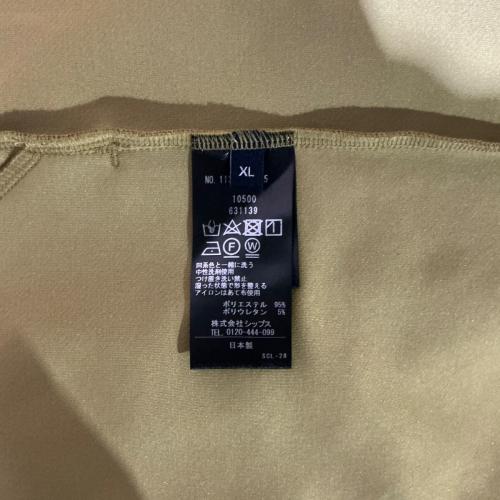 XL
NO. 11 5
10500
631139
同系色と一緒に洗う
中性洗剤使用
つけ置き洗い禁止
湿った状態で形を整える
アイロンはあて布使用
ポリエステル 95%
ポリウレタン 5%
株式会社シップス
TEL. 0120-444-099
日本製
SCL-28